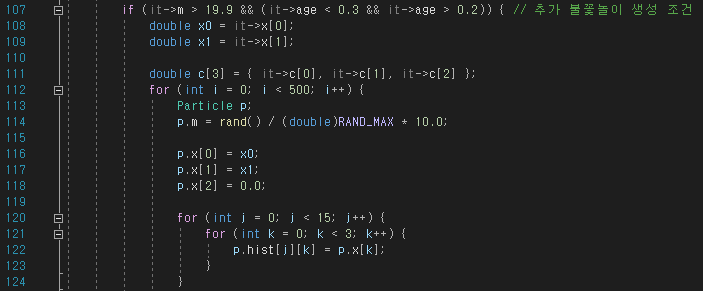 107 if (it->m > 19.9 && (it->age < 0.3 && it->age > 0.2)) { // 추가 불꽃놀이 생성 조건
108 double x0 = it->x[0];
109 double x1 = it->x[1];
110
111 double c[3] = { it->c[0], it->c[1], it->c[2] };
112 for (int i = 0; i < 500; i++) {
113 Particle p;
114 p.m = rand() / (double)RAND_MAX * 10.0;
115
116 p.x[0] = x0;
117 p.x[1] = x1;
118 p.x[2] = 0.0;
119
120 for (int j = 0; j < 15; j++) {
121 for (int k = 0; k < 3; k++) {
122 p.hist[j][k] = p.x[k];
123 }
124 }